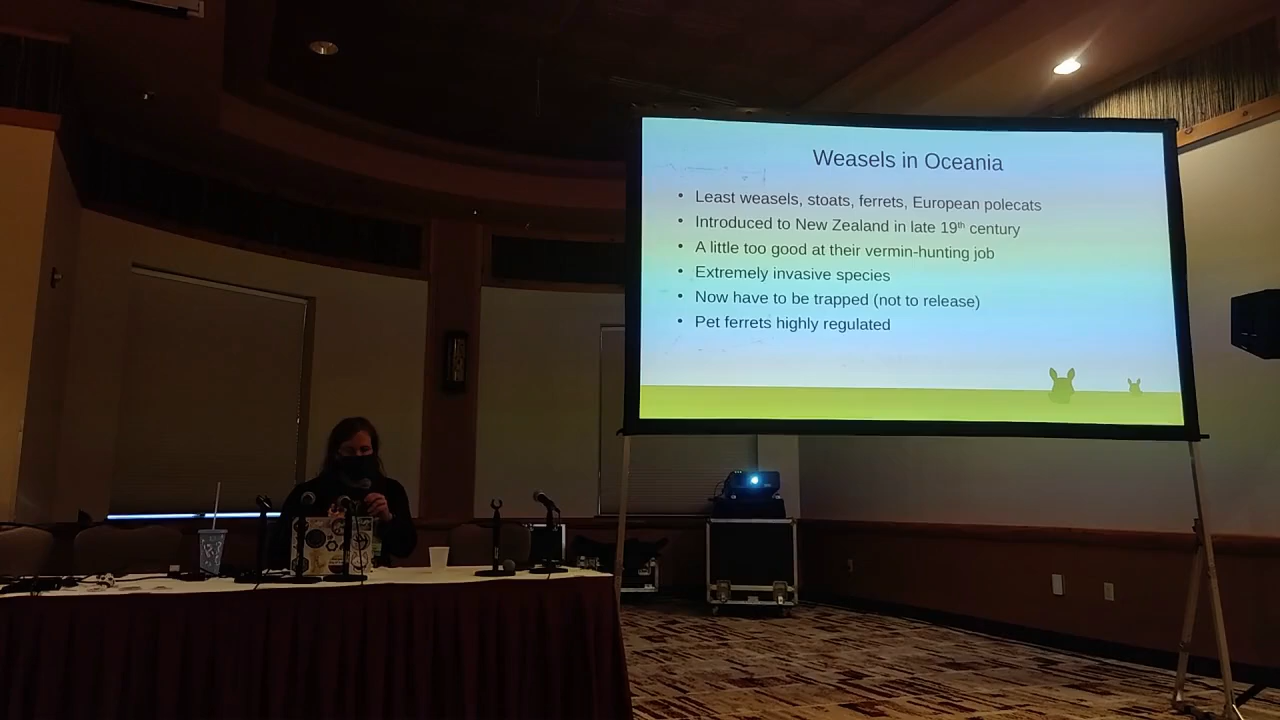 Weasels in Oceania
• Least weasels, stoats, ferrets, European polecats
• Introduced to New Zealand in late 19th century
• A little too good at their vermin-hunting job
• Extremely invasive species
• Now have to be trapped (not to release)
• Pet ferrets highly regulated